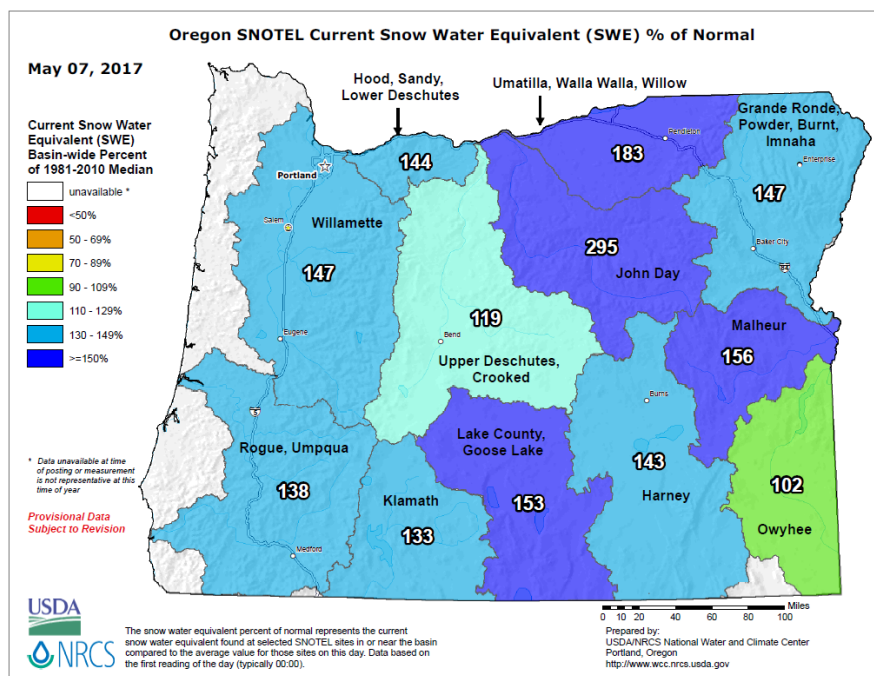 Oregon SNOTEL Current Snow Water Equivalent (SWE) % of Normal
May 07, 2017
Current Snow Water
Equivalent (SWE)
Basin-wide Percent
of 1981-2010 Median
unavailable *
<50%
50 - 69%
70 - 89%
90 - 109%
110 - 129%
130 - 149%
>=150%
* Data unavailable at time
of posting or measurement
is not representative at this
time of year
Provisional Data
Subject to Revision
Hood, Sandy,
Lower Deschutes
Umatilla, Walla Walla, Willow
Grande Ronde,
Powder, Burnt,
Imnaha
Pendleton
Enterprise
144
183
147
Portland
Salem
Willamette
147
295
John Day
Baker City
84
119
Bend
Upper Deschutes,
Crooked
Eugene
Malheur
156
Burns
5
Rogue, Umpqua
138
Lake County,
Goose Lake
153
143
Harney
102
Owyhee
Klamath
133
Medford
Miles
0 10 20 40 60 80 100
USDA
NRCS
The snow water equivalent percent of normal represents the current
snow water equivalent found at selected SNOTEL sites in or near the basin
compared to the average value for those sites on this day. Data based on
the first reading of the day (typically 00:00).
Prepared by:
USDA/NRCS National Water and Climate Center
Portland, Oregon
http://www.wcc.nrcs.usda.gov